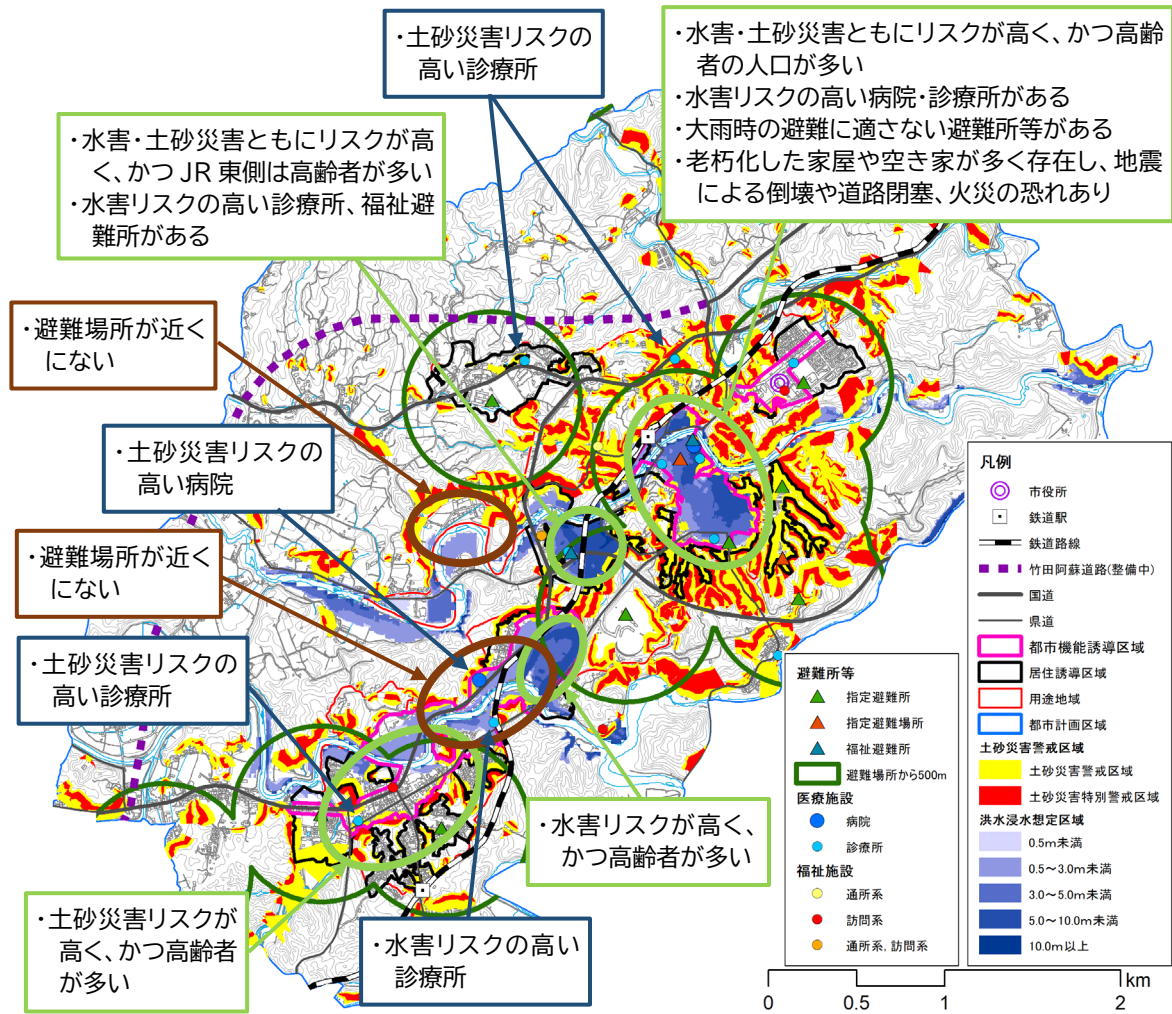 ・土砂災害リスクの
高い診療所
・水害・土砂災害ともにリスクが高く、かつ高齢
者の人口が多い
・水害リスクの高い病院・診療所がある
・大雨時の避難に適さない避難所等がある
・老朽化した家屋や空き家が多く存在し、地震
による倒壊や道路閉塞、火災の恐れあり
・水害・土砂災害ともにリスクが高
く、かつ JR 東側は高齢者が多い
・水害リスクの高い診療所、福祉避
難所がある
・避難場所が近く
にない
・土砂災害リスクの
高い病院
・避難場所が近く
にない
・土砂災害リスクの
高い診療所
・土砂災害リスクが
高く、かつ高齢者
が多い
・水害リスクの高い
診療所
・水害リスクが高く、
かつ高齢者が多い
避難所等
指定避難所
指定避難場所
福祉避難所
避難場所から500m
医療施設
病院
診療所
福祉施設
通所系
訪問系
通所系, 訪問系
凡例
市役所
鉄道駅
鉄道路線
竹田阿蘇道路(整備中)
国道
県道
都市機能誘導区域
居住誘導区域
用途地域
都市計画区域
土砂災害警戒区域
土砂災害警戒区域
土砂災害特別警戒区域
洪水浸水想定区域
0.5m未満
0.5～3.0m未満
3.0～5.0m未満
5.0～10.0m未満
10.0m以上
km
0 0.5 1 2